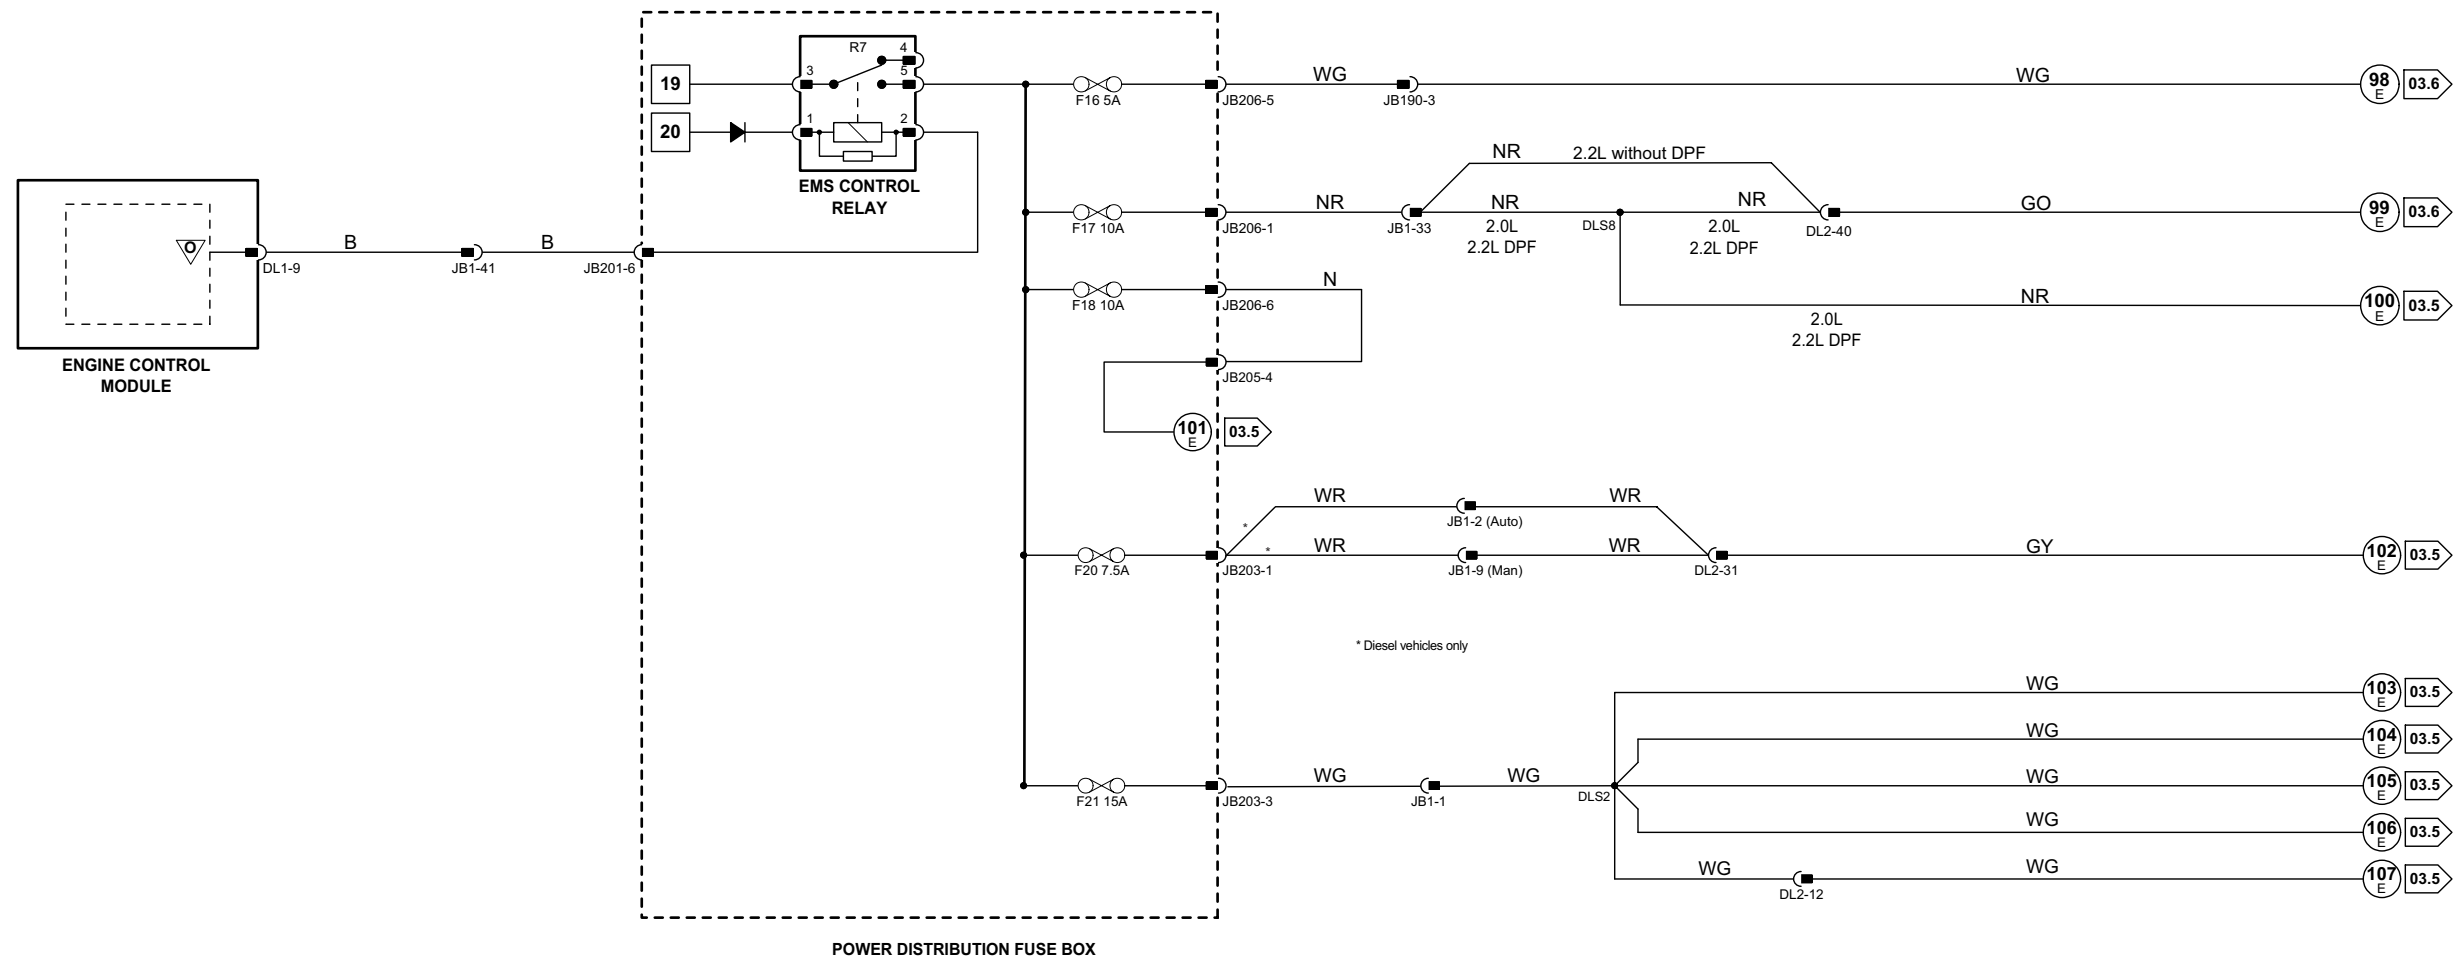 R7
4
3
5
19
1
2
20
EMS CONTROL
RELAY
F16 5A
JB206-5
WG
JB190-3
WG
98
E
03.6
NR
2.2L without DPF
F17 10A
JB206-1
NR
JB1-33
NR
2.0L
2.2L DPF
DLS8
NR
2.0L
2.2L DPF
DL2-40
GO
99
E
03.6
O
DL1-9
B
JB1-41
B
JB201-6
ENGINE CONTROL
MODULE
F18 10A
JB206-6
N
NR
2.0L
2.2L DPF
100
E
03.5
JB205-4
101
E
03.5
WR
JB1-2 (Auto)
WR
*
*
F20 7.5A
JB203-1
WR
JB1-9 (Man)
WR
DL2-31
GY
102
E
03.5
* Diesel vehicles only
WG
103
E
03.5
WG
104
E
03.5
F21 15A
JB203-3
WG
JB1-1
WG
DLS2
WG
105
E
03.5
WG
106
E
03.5
WG
DL2-12
WG
107
E
03.5
POWER DISTRIBUTION FUSE BOX